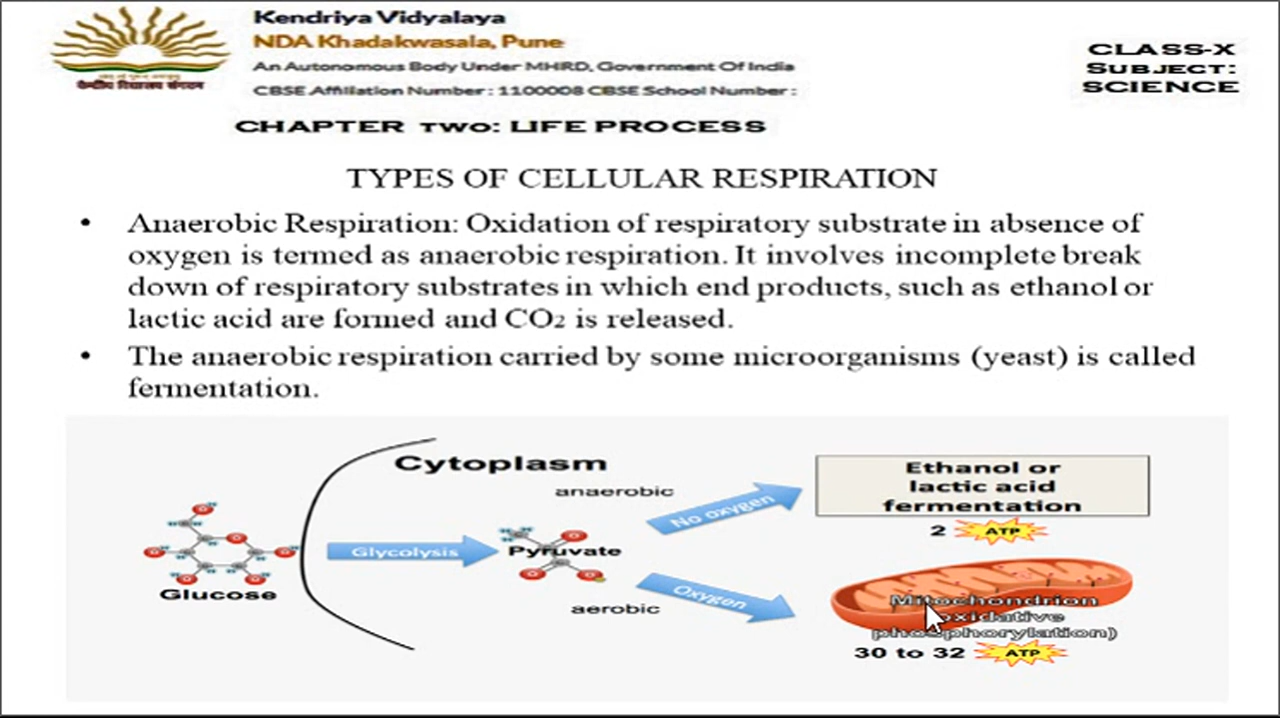 Kendriya Vidyalaya
NDA Khadakwasala, Pune
An Autonomous Body Under MHRD, Government Of India
CBSE Affiliation Number : 1100008 CBSE School Number :
केन्द्रीय विद्यालय संगठन
CLASS-X
SUBJECT:
SCIENCE
CHAPTER TWO: LIFE PROCESS
TYPES OF CELLULAR RESPIRATION
• Anaerobic Respiration: Oxidation of respiratory substrate in absence of
oxygen is termed as anaerobic respiration. It involves incomplete break
down of respiratory substrates in which end products, such as ethanol or
lactic acid are formed and CO2 is released.
• The anaerobic respiration carried by some microorganisms (yeast) is called
fermentation.
Cytoplasm
anaerobic
No oxygen
Ethanol or
lactic acid
fermentation
2 ATP
Glycolysis
Pyruvate
Glucose
Oxygen
aerobic
Mitochondrion
oxidative
phosphorylation)
30 to 32 ATP